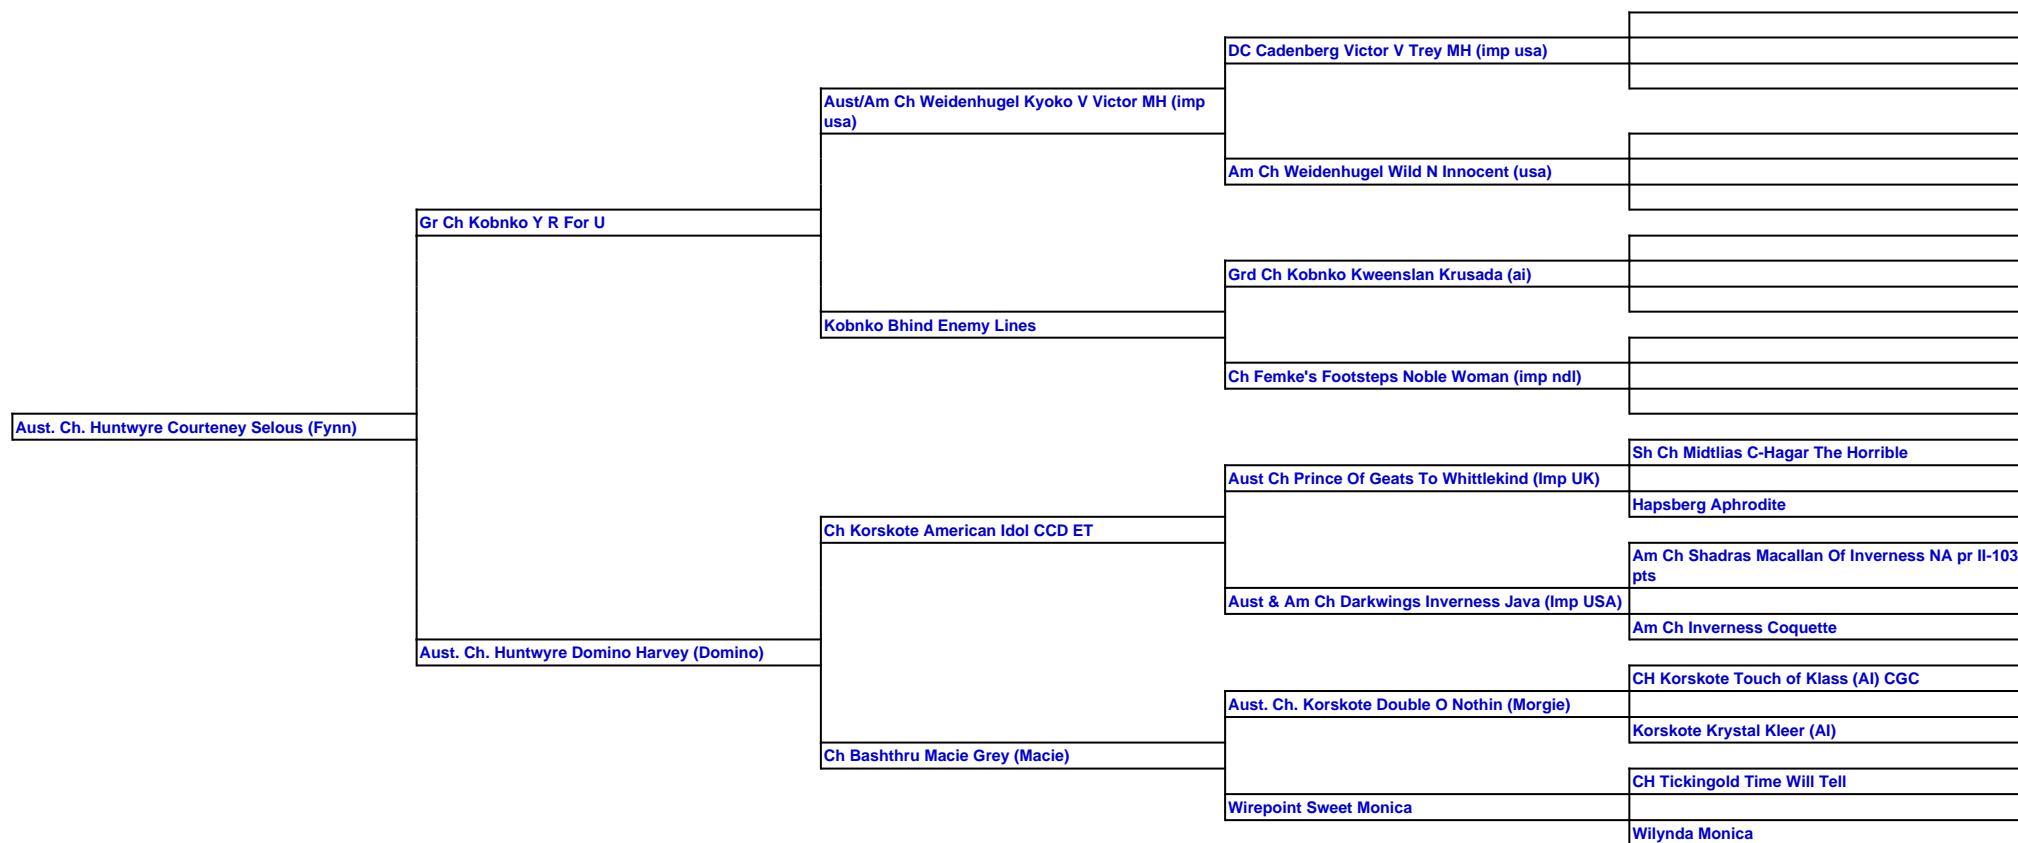 DC Cadenberg Victor V Trey MH (imp usa)
Aust/Am Ch Weidenhugel Kyoko V Victor MH (imp
usa)
Am Ch Weidenhugel Wild N Innocent (usa)
Gr Ch Kobnko Y R For U
Grd Ch Kobnko Kweenslan Krusada (ai)
Kobnko Bhind Enemy Lines
Ch Femke's Footsteps Noble Woman (imp ndl)
Aust. Ch. Huntwyre Courteney Selous (Fynn)
Sh Ch Midtlias C-Hagar The Horrible
Aust Ch Prince Of Geats To Whittlekind (Imp UK)
Hapsberg Aphrodite
Ch Korskote American Idol CCD ET
Am Ch Shadras Macallan Of Inverness NA pr II-103
pts
Aust & Am Ch Darkwings Inverness Java (Imp USA)
Am Ch Inverness Coquette
Aust. Ch. Huntwyre Domino Harvey (Domino)
CH Korskote Touch of Klass (AI) CGC
Aust. Ch. Korskote Double O Nothin (Morgie)
Korskote Krystal Kleer (AI)
Ch Bashthru Macie Grey (Macie)
CH Tickingold Time Will Tell
Wirepoint Sweet Monica
Wilynda Monica